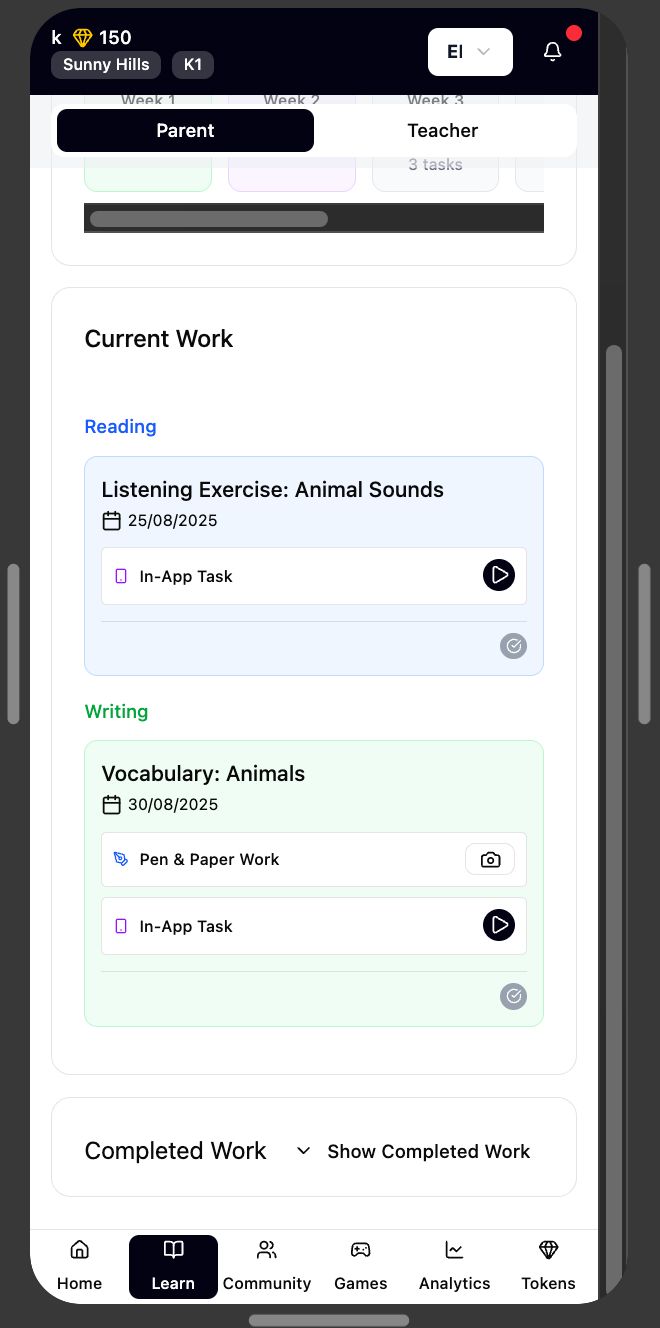 k 150
Sunny Hills K1
El
Week 1 Week 2 Week 3
Parent Teacher
3 tasks
Current Work
Reading
Listening Exercise: Animal Sounds
25/08/2025
In-App Task
Writing
Vocabulary: Animals
30/08/2025
Pen & Paper Work
In-App Task
Completed Work Show Completed Work
Home Learn Community Games Analytics Tokens